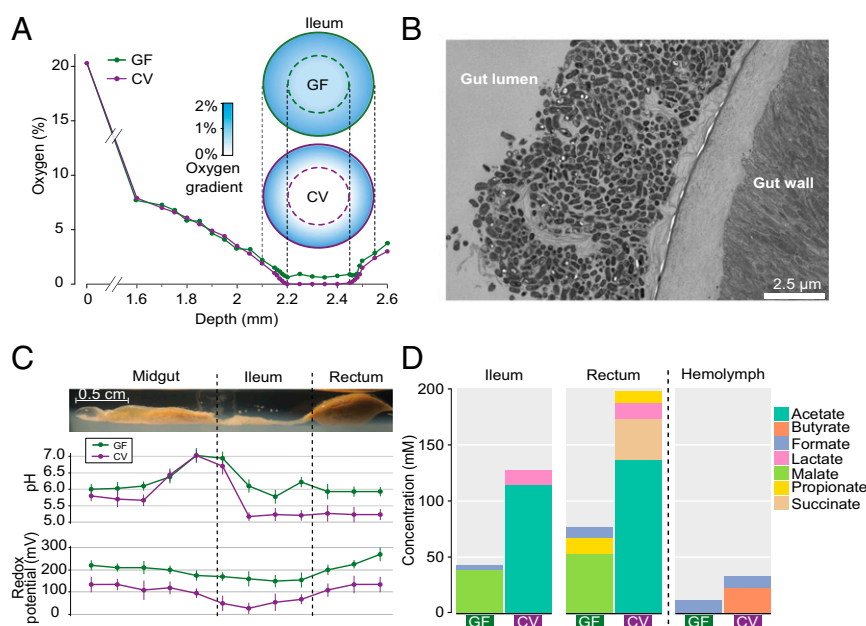 A
Ileum
GF
CV
20
15
10
5
0
Oxygen (%)
GF
CV
2%
1%
0%
Oxygen
gradient
0
1.6
1.8
2
2.2
2.4
2.6
Depth (mm)
B
Gut lumen
Gut wall
2.5 µm
C
Midgut
Ileum
Rectum
0.5 cm
GF
CV
pH
7.0
6.5
6.0
5.5
5.0
Redox
potential (mV)
300
200
100
0
D
Ileum
Rectum
Hemolymph
Concentration (mM)
200
150
100
50
0
GF
CV
GF
CV
GF
CV
Acetate
Butyrate
Formate
Lactate
Malate
Propionate
Succinate